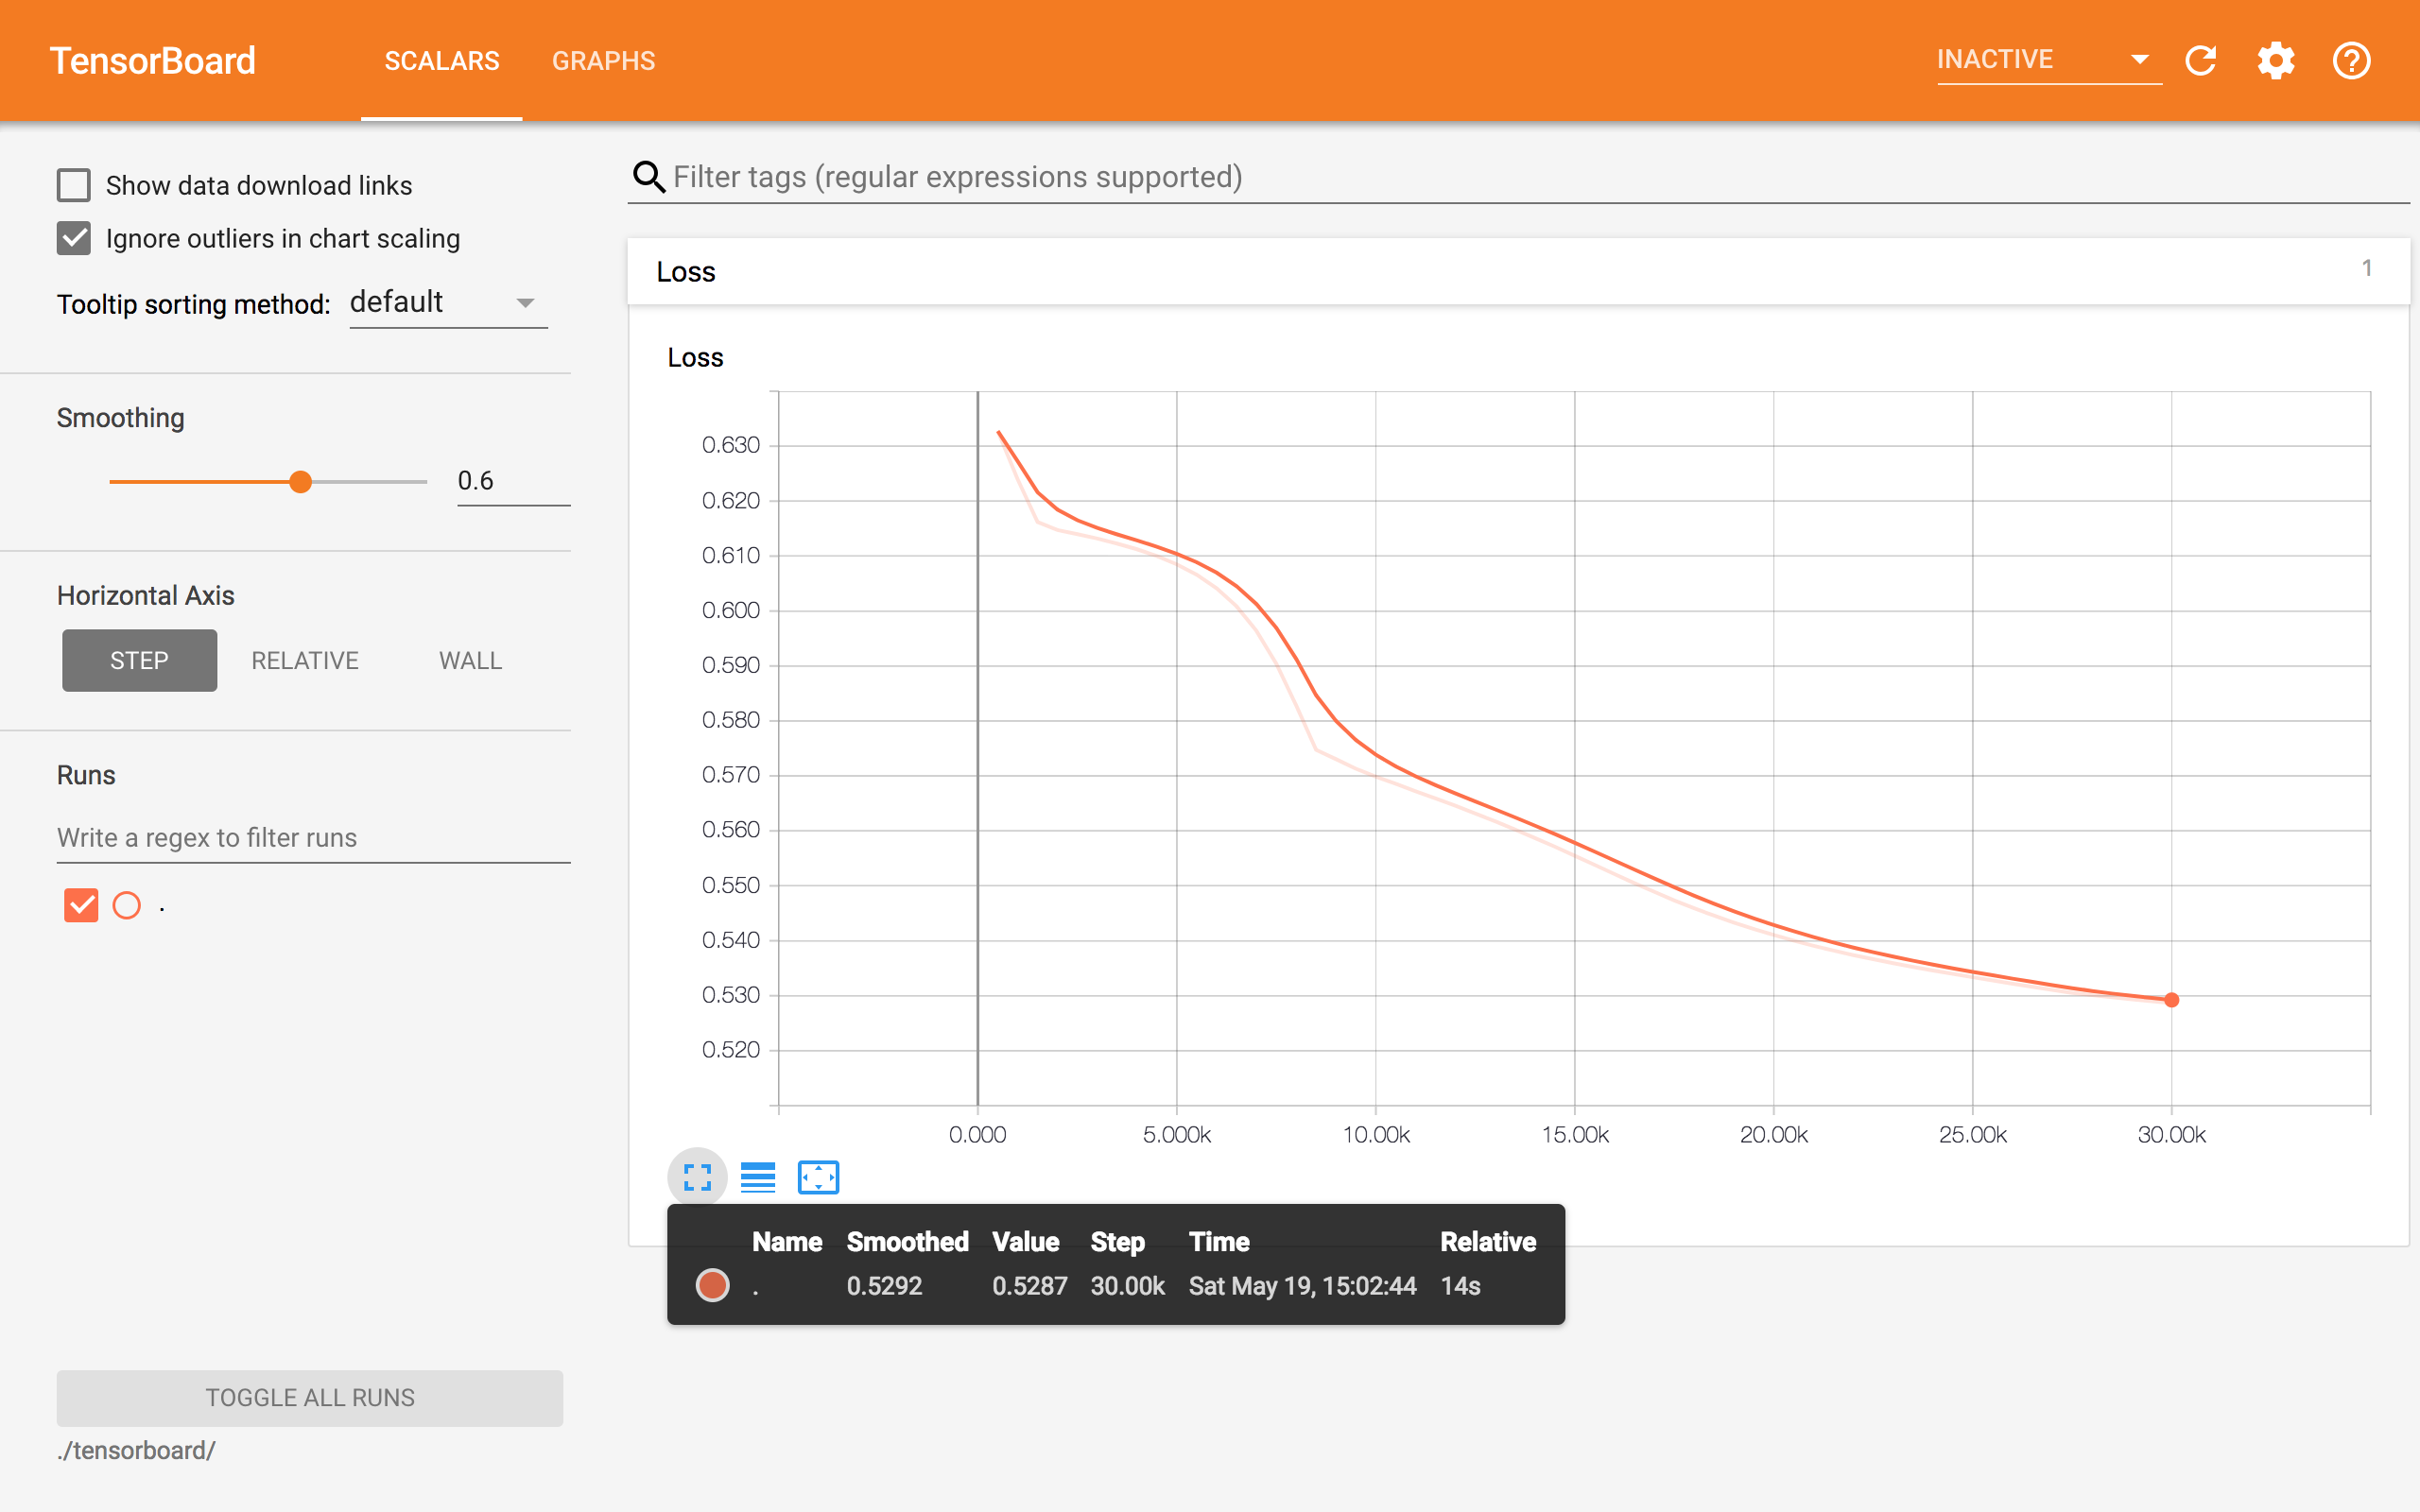 TensorBoard SCALARS GRAPHS INACTIVE
Show data download links
Ignore outliers in chart scaling
Tooltip sorting method: default
Smoothing
0.6
Horizontal Axis
STEP RELATIVE WALL
Runs
Write a regex to filter runs
.
TOGGLE ALL RUNS
./tensorboard/
Filter tags (regular expressions supported)
Loss 1
Loss
0.630
0.620
0.610
0.600
0.590
0.580
0.570
0.560
0.550
0.540
0.530
0.520
0.000 5.000k 10.00k 15.00k 20.00k 25.00k 30.00k
Name Smoothed Value Step Time Relative
. 0.5292 0.5287 30.00k Sat May 19, 15:02:44 14s